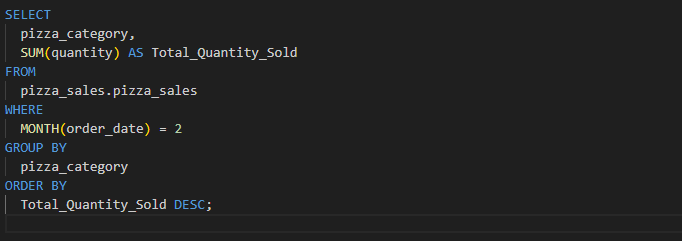 SELECT
pizza_category,
SUM(quantity) AS Total_Quantity_Sold
FROM
pizza_sales.pizza_sales
WHERE
MONTH(order_date) = 2
GROUP BY
pizza_category
ORDER BY
Total_Quantity_Sold DESC;